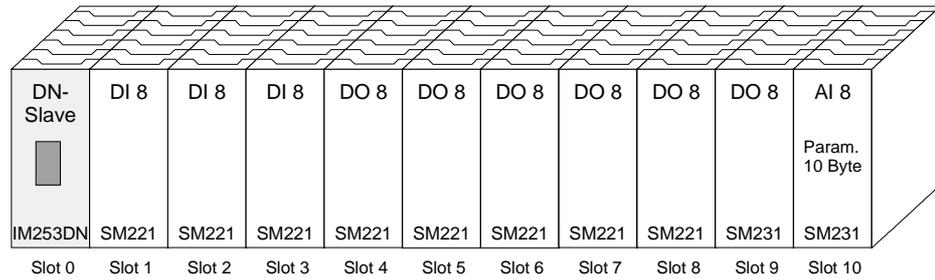 DN-
Slave
DI 8 DI 8 DI 8 DO 8 DO 8 DO 8 DO 8 DO 8 DO 8 AI 8
Param.
10 Byte
IM253DN SM221 SM221 SM221 SM221 SM221 SM221 SM221 SM221 SM231 SM231
Slot 0 Slot 1 Slot 2 Slot 3 Slot 4 Slot 5 Slot 6 Slot 7 Slot 8 Slot 9 Slot 10